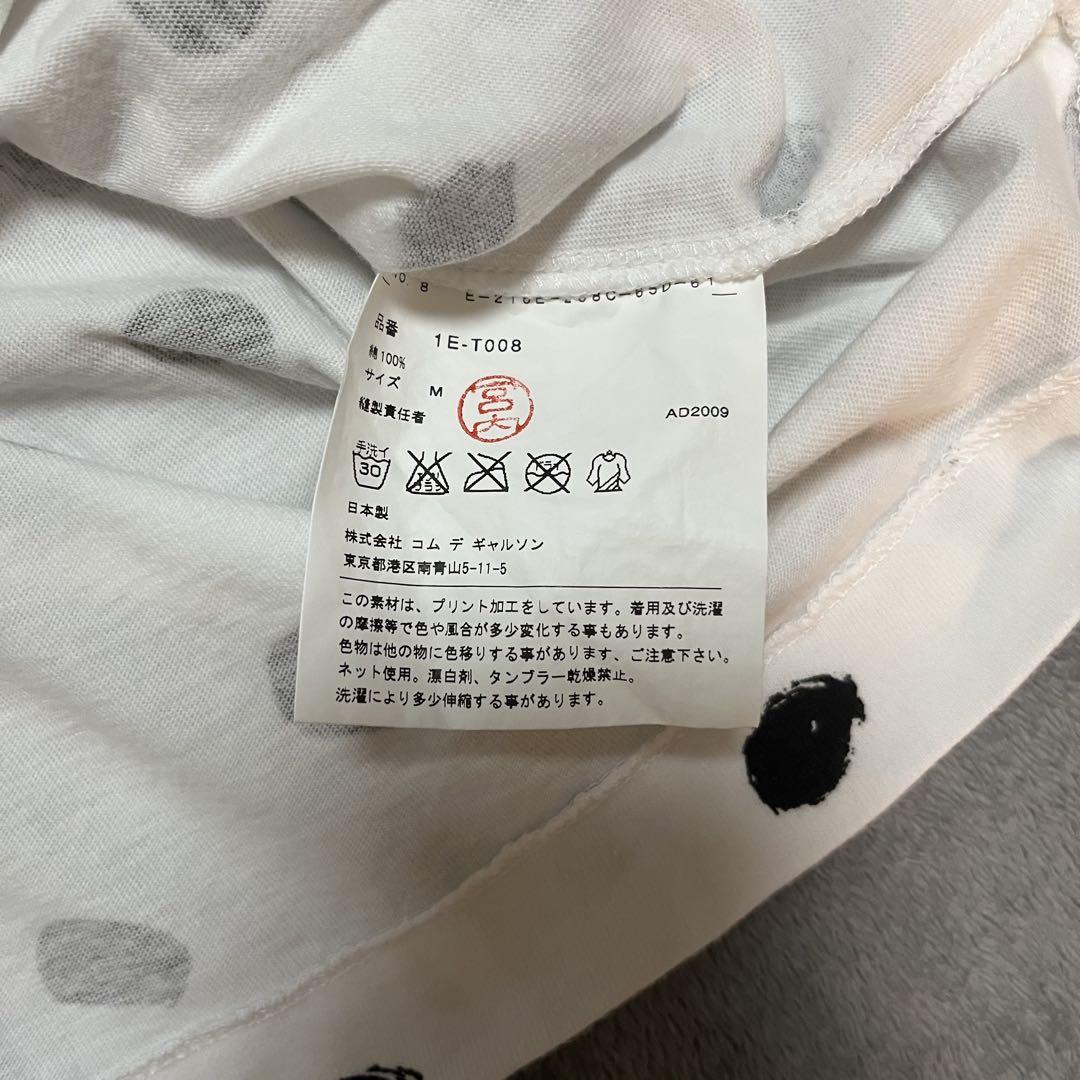 品番 1E-T008
綿100%
サイズ M
縫製責任者 宮内 AD2009
手洗イ
30
日本製
株式会社 コム デ ギャルソン
東京都港区南青山5-11-5
この素材は、プリント加工をしています。着用及び洗濯
の摩擦等で色や風合が多少変化する事もあります。
色物は他の物に色移りする事があります、ご注意下さい。
ネット使用。漂白剤、タンブラー乾燥禁止。
洗濯により多少伸縮する事が有ります。